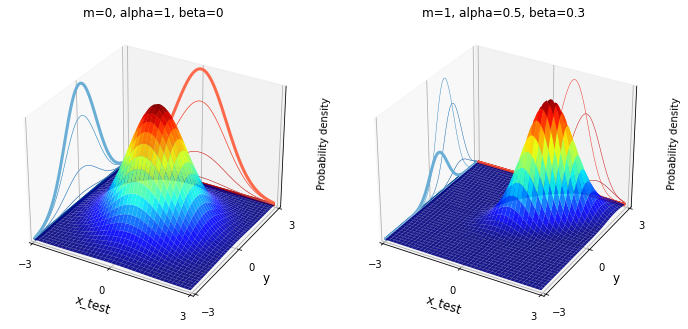 m=0, alpha=1, beta=0
Probability density
−3
0
3
x_test
−3
0
3
y
m=1, alpha=0.5, beta=0.3
Probability density
−3
0
3
x_test
−3
0
3
y